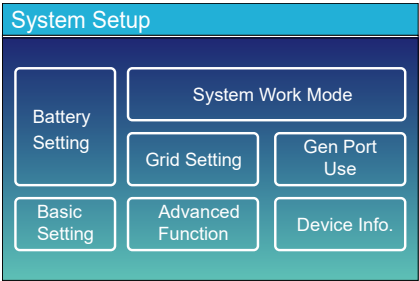 System Setup
Battery
Setting
System Work Mode
Grid Setting
Gen Port
Use
Basic
Setting
Advanced
Function
Device Info.